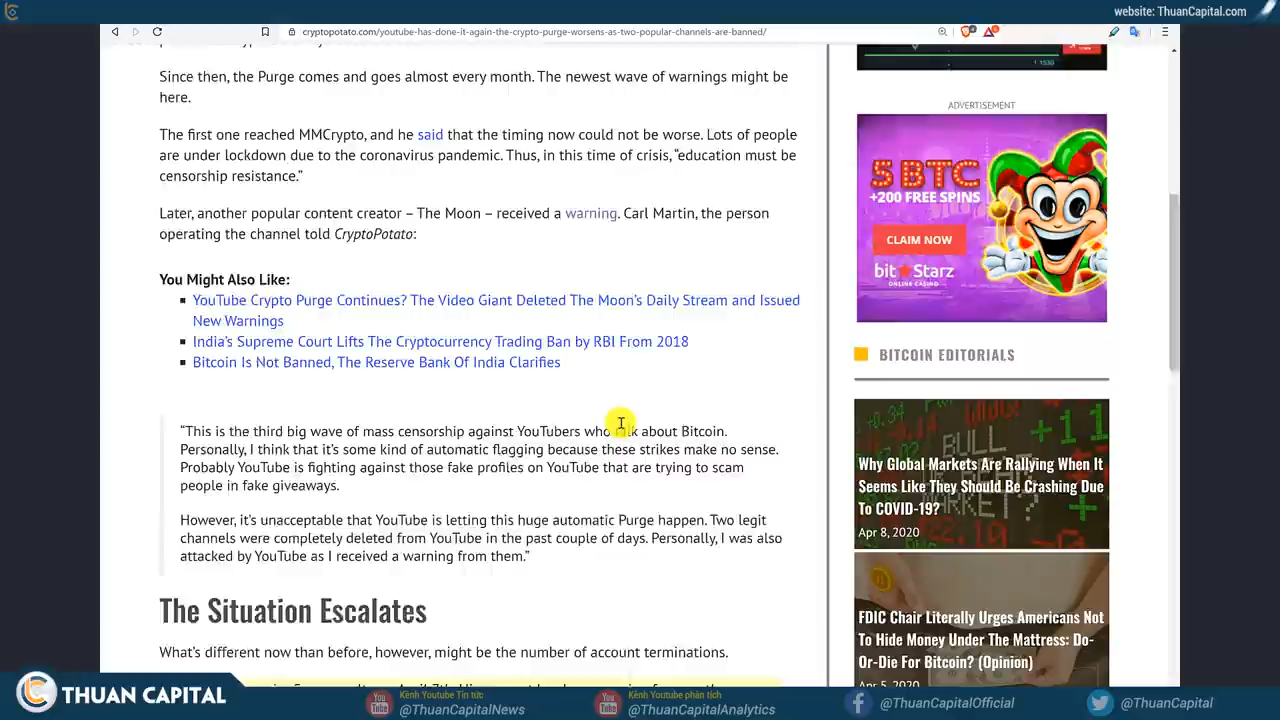 website: ThuanCapital.com
cryptopotato.com/youtube-has-done-it-again-the-crypto-purge-worsens-as-two-popular-channels-are-banned/
Since then, the Purge comes and goes almost every month. The newest wave of warnings might be
here.
The first one reached MMCrypto, and he said that the timing now could not be worse. Lots of people
are under lockdown due to the coronavirus pandemic. Thus, in this time of crisis, “education must be
censorship resistance.”
Later, another popular content creator – The Moon – received a warning. Carl Martin, the person
operating the channel told CryptoPotato:
You Might Also Like:
YouTube Crypto Purge Continues? The Video Giant Deleted The Moon’s Daily Stream and Issued
New Warnings
India’s Supreme Court Lifts The Cryptocurrency Trading Ban by RBI From 2018
Bitcoin Is Not Banned, The Reserve Bank Of India Clarifies
“This is the third big wave of mass censorship against YouTubers who talk about Bitcoin.
Personally, I think that it’s some kind of automatic flagging because these strikes make no sense.
Probably YouTube is fighting against those fake profiles on YouTube that are trying to scam
people in fake giveaways.
However, it’s unacceptable that YouTube is letting this huge automatic Purge happen. Two legit
channels were completely deleted from YouTube in the past couple of days. Personally, I was also
attacked by YouTube as I received a warning from them.”
The Situation Escalates
What’s different now than before, however, might be the number of account terminations.
ADVERTISEMENT
5 BTC
+200 FREE SPINS
CLAIM NOW
bitStarz
ONLINE CASINO
BITCOIN EDITORIALS
BULL
MARKET?
+11
Why Global Markets Are Rallying When It
Seems Like They Should Be Crashing Due
To COVID-19?
Apr 8, 2020
FDIC Chair Literally Urges Americans Not
To Hide Money Under The Mattress: Do-
Or-Die For Bitcoin? (Opinion)
Apr 5, 2020
THUAN CAPITAL
Kênh Youtube Tin tức
@ThuanCapitalNews
Kênh Youtube phân tích
@ThuanCapitalAnalytics
@ThuanCapitalOfficial
@ThuanCapital